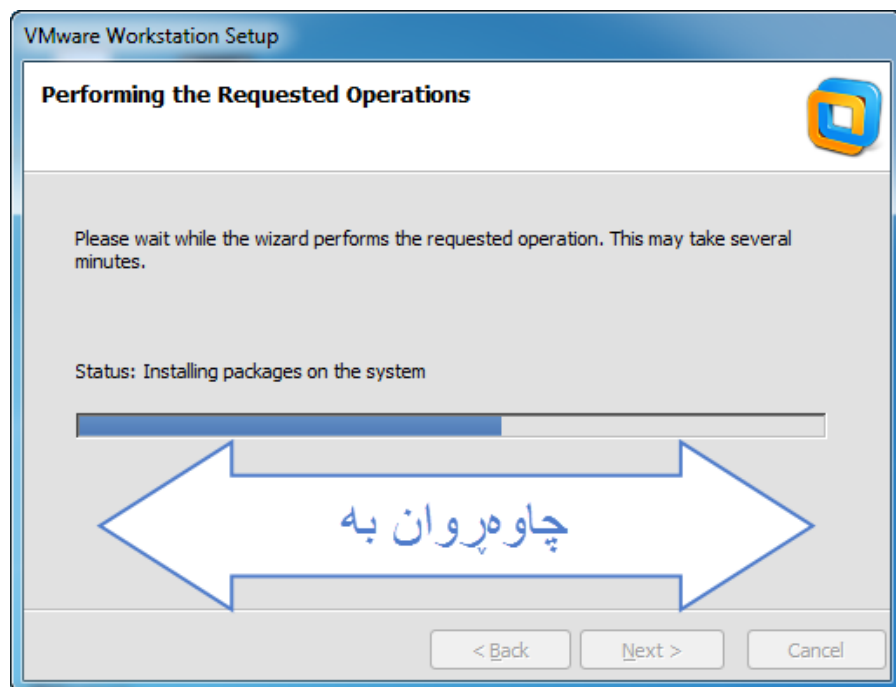 VMware Workstation Setup
Performing the Requested Operations
Please wait while the wizard performs the requested operation. This may take several
minutes.
Status: Installing packages on the system
چاوەڕوان بە
< Back
Next >
Cancel